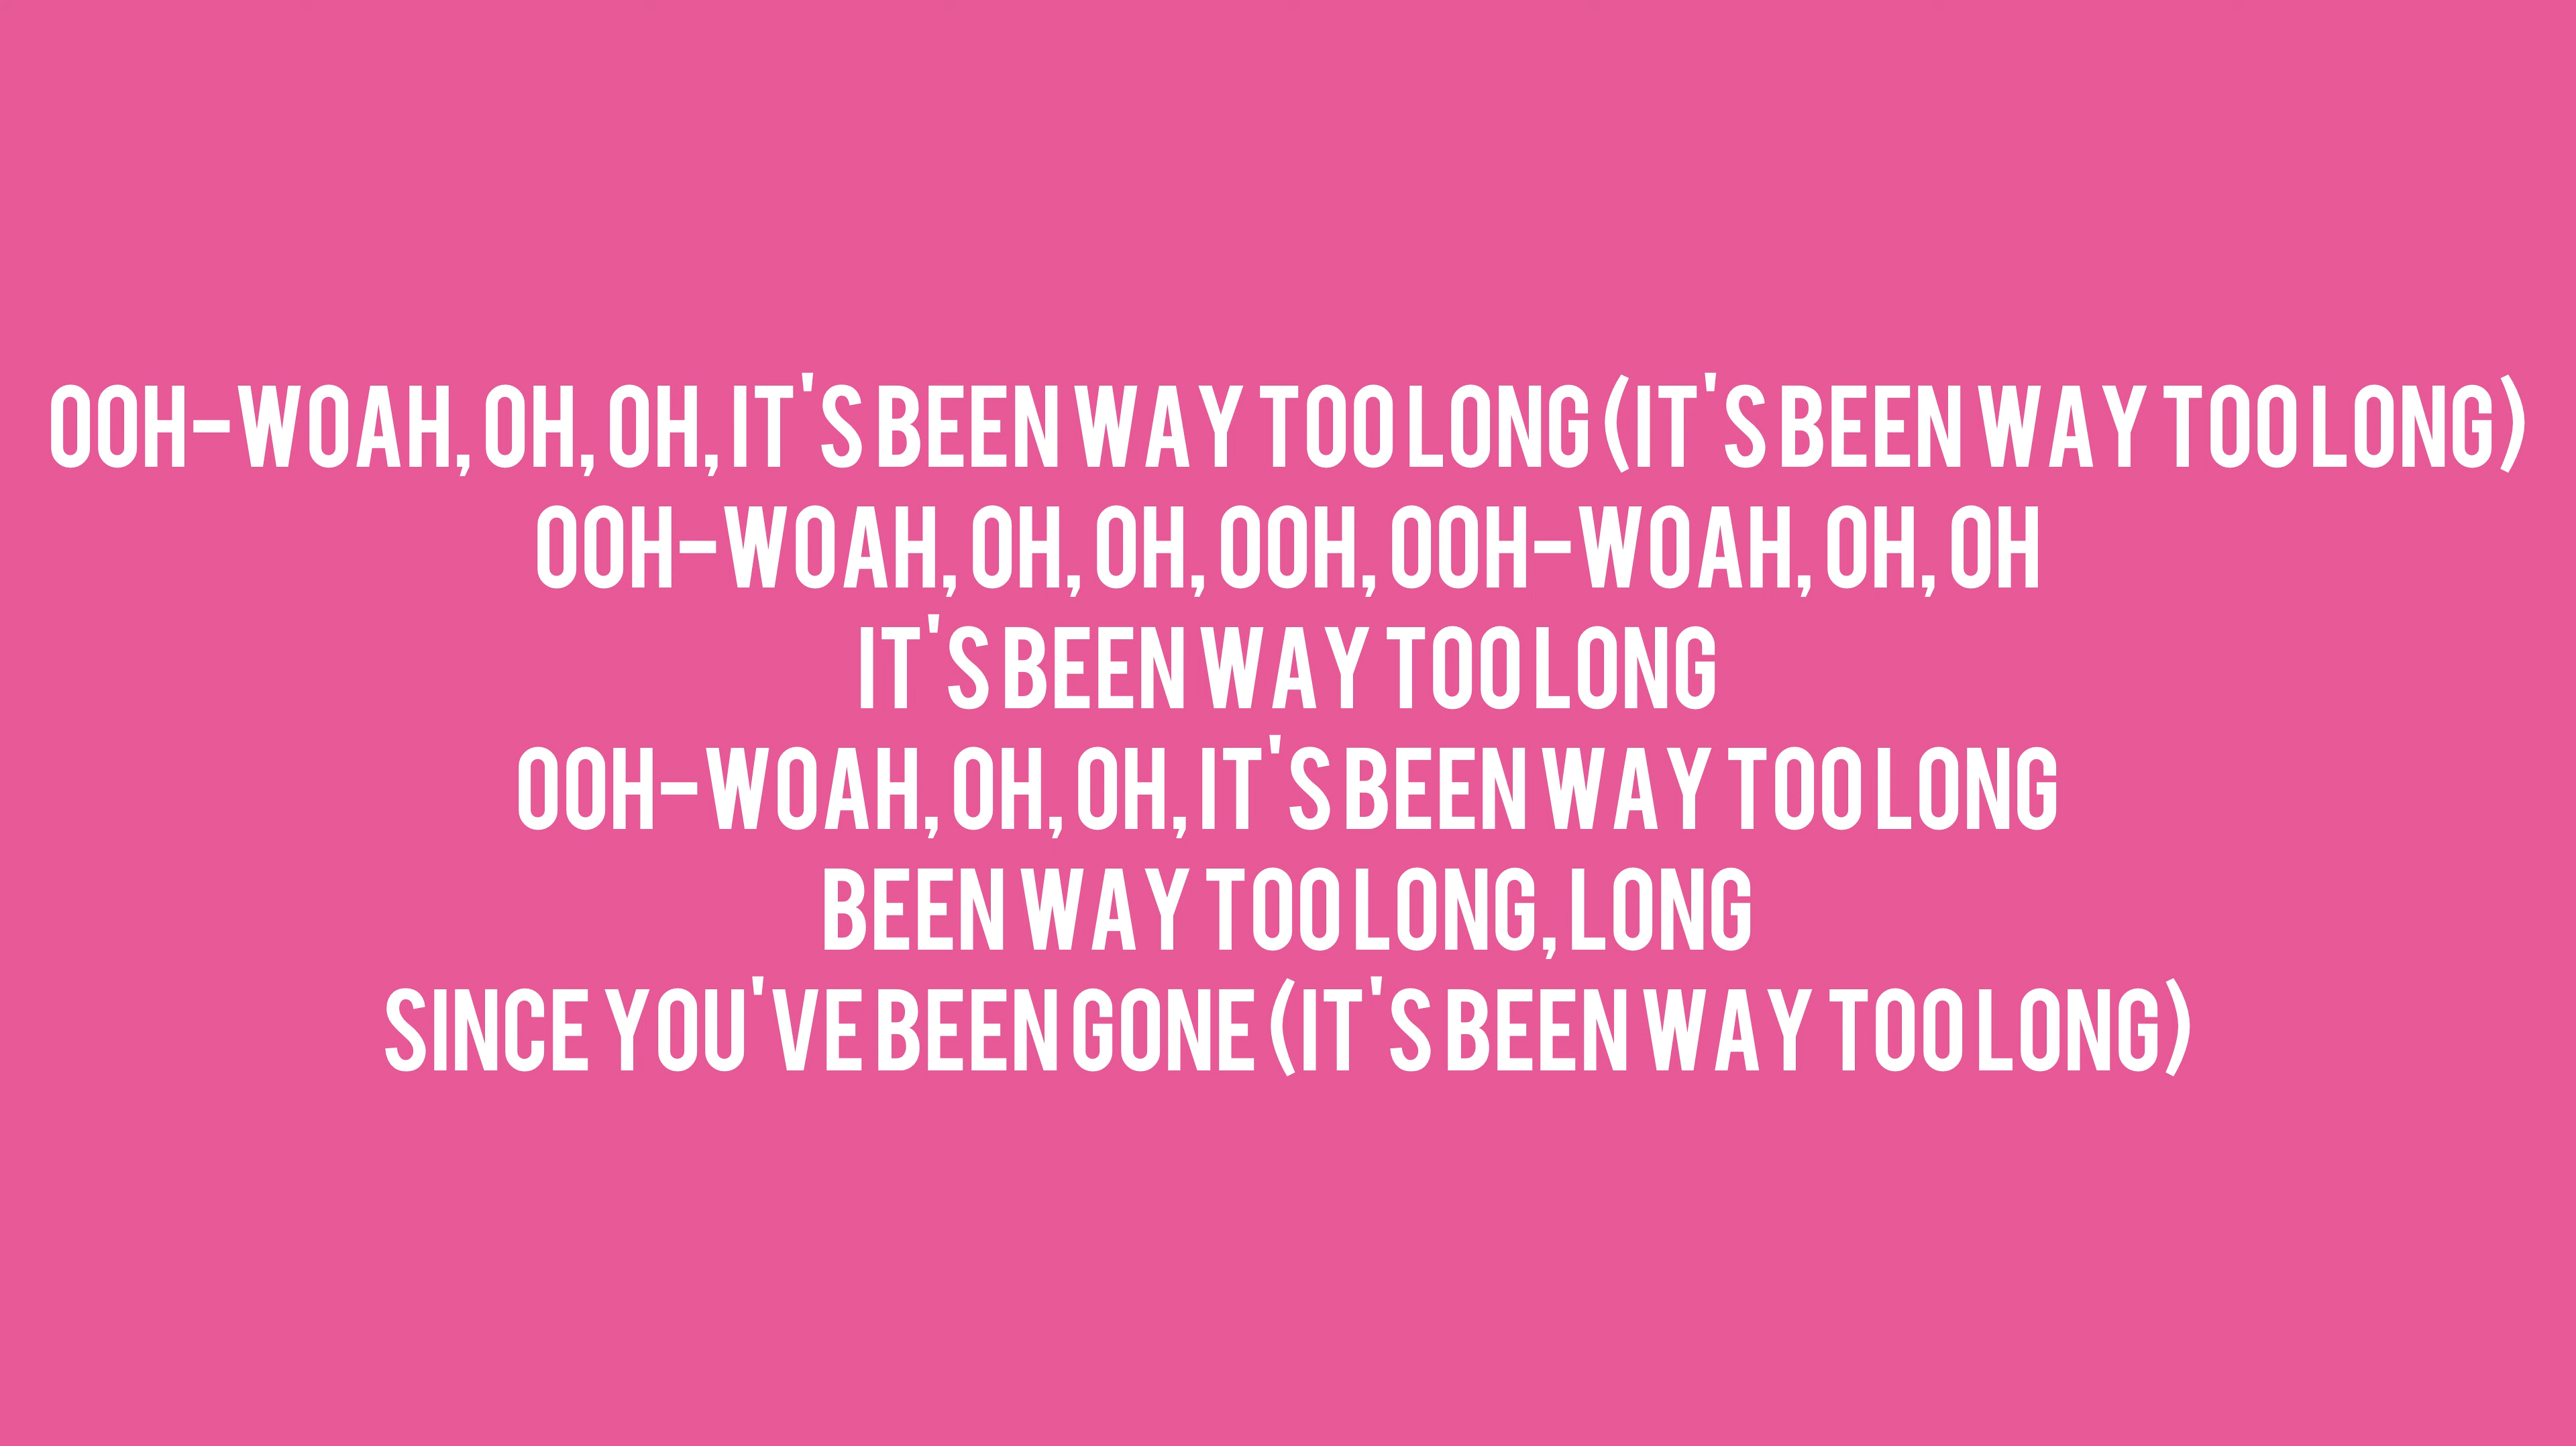 OOH-WOAH, OH, OH, IT'S BEEN WAY TOO LONG (IT'S BEEN WAY TOO LONG)
OOH-WOAH, OH, OH, OOH, OOH-WOAH, OH, OH
IT'S BEEN WAY TOO LONG
OOH-WOAH, OH, OH, IT'S BEEN WAY TOO LONG
BEEN WAY TOO LONG, LONG
SINCE YOU'VE BEEN GONE (IT'S BEEN WAY TOO LONG)